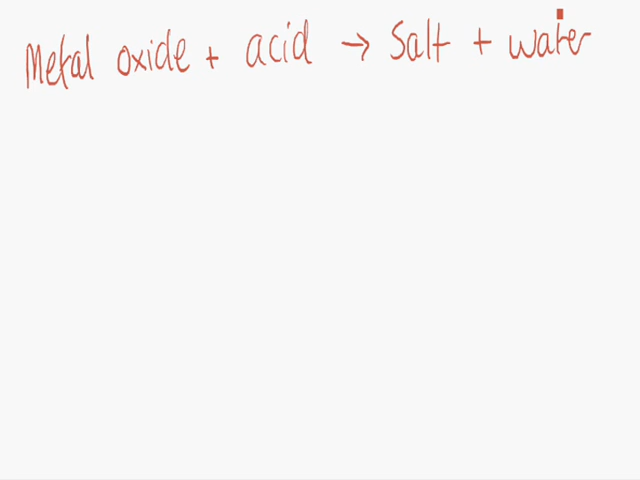 Metal oxide + acid → Salt + water